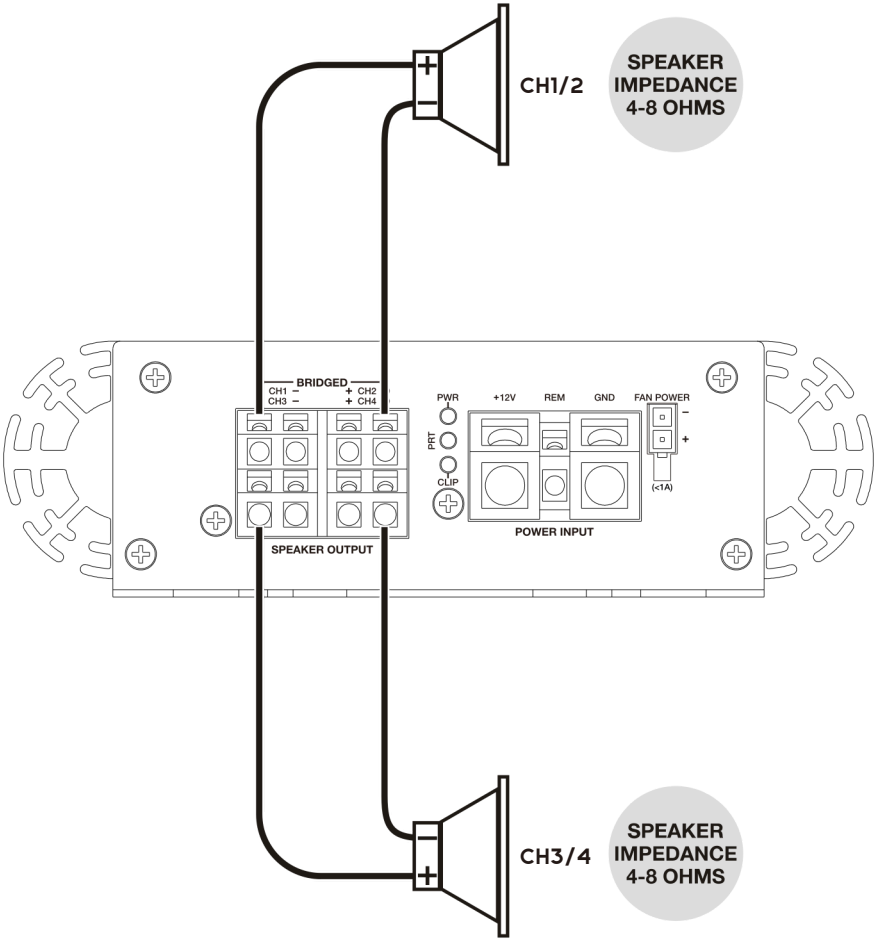 +
−
CH1/2
SPEAKER
IMPEDANCE
4-8 OHMS
BRIDGED
CH1 − + CH2
CH3 − + CH4
PWR
PRT
CLIP
+12V REM GND FAN POWER
−
+
(<1A)
SPEAKER OUTPUT
POWER INPUT
−
+
CH3/4
SPEAKER
IMPEDANCE
4-8 OHMS